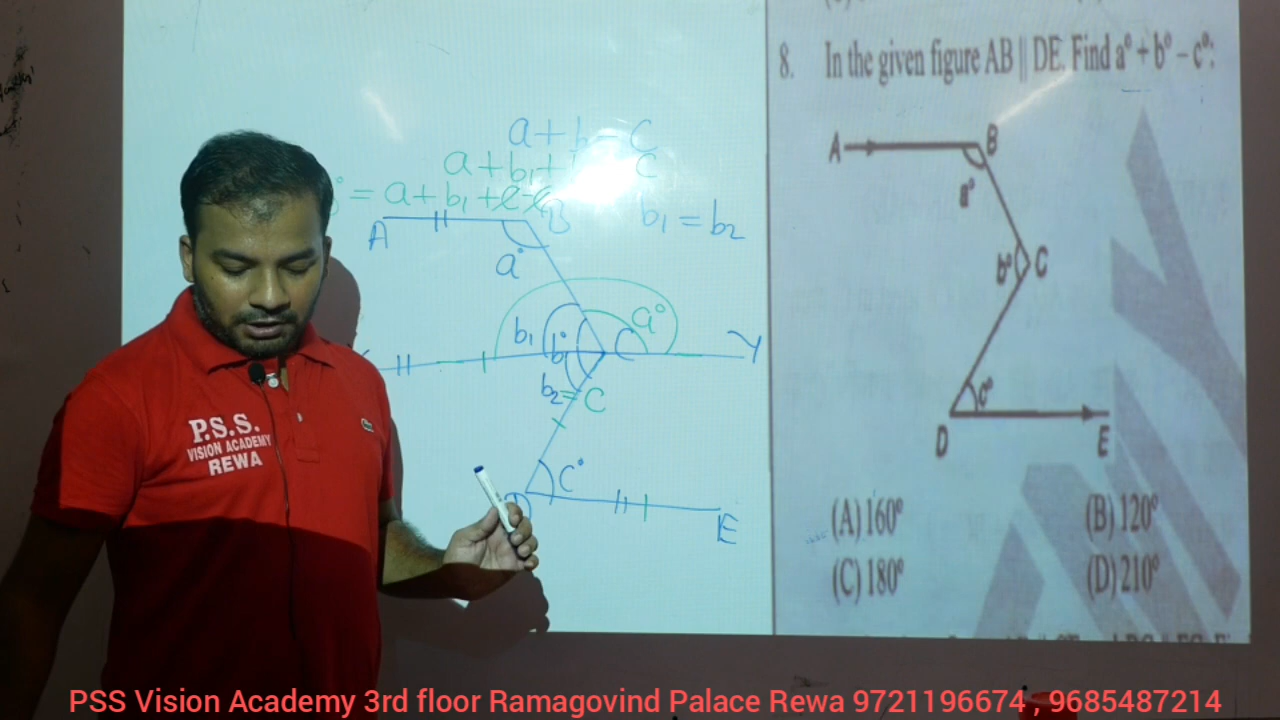 8. In the given figure AB || DE. Find a° + b° – c°:
A
B
a°
b°
C
c°
D
E
(A) 160°
(B) 120°
(C) 180°
(D) 210°
a + b - C
a + b₁ +
C
° = a + b₁ +
b₁ = b₂
A
B
a°
b₁
b°
C
a°
Y
b₂ = C
C°
D
E
P.S.S.
VISION ACADEMY
REWA
PSS Vision Academy 3rd floor Ramagovind Palace Rewa 9721196674 , 9685487214